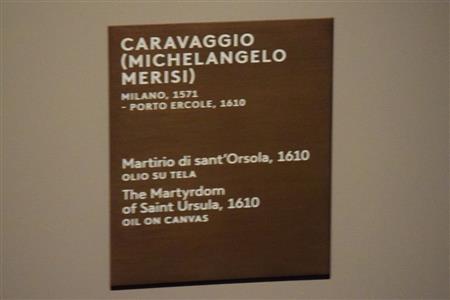 CARAVAGGIO
(MICHELANGELO
MERISI)
MILANO, 1571
- PORTO ERCOLE, 1610
Martirio di sant'Orsola, 1610
OLIO SU TELA
The Martyrdom
of Saint Ursula, 1610
OIL ON CANVAS